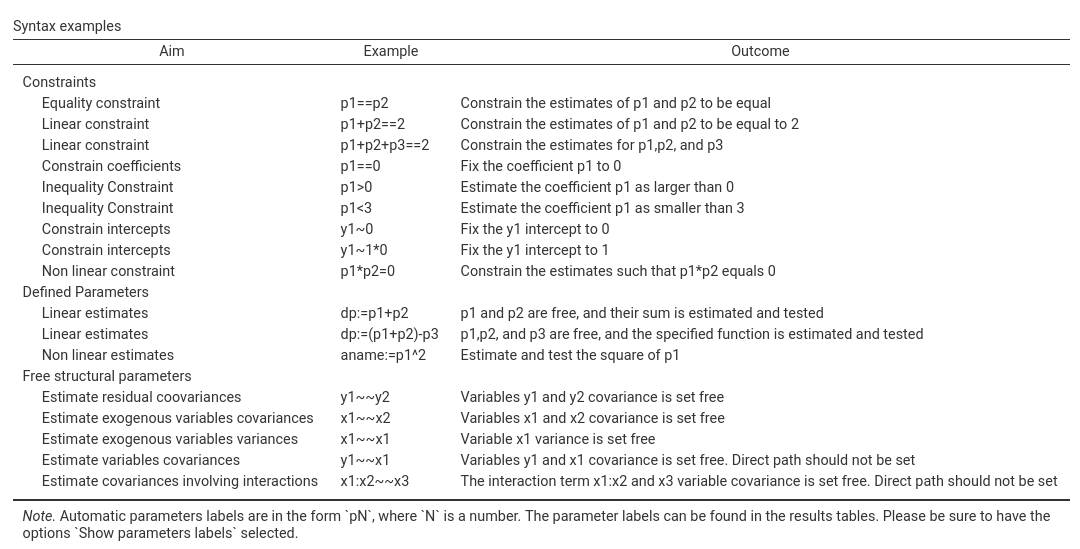 Syntax examples
Aim Example Outcome
Constraints
Equality constraint p1==p2 Constrain the estimates of p1 and p2 to be equal
Linear constraint p1+p2==2 Constrain the estimates of p1 and p2 to be equal to 2
Linear constraint p1+p2+p3==2 Constrain the estimates for p1,p2, and p3
Constrain coefficients p1==0 Fix the coefficient p1 to 0
Inequality Constraint p1>0 Estimate the coefficient p1 as larger than 0
Inequality Constraint p1<3 Estimate the coefficient p1 as smaller than 3
Constrain intercepts y1~0 Fix the y1 intercept to 0
Constrain intercepts y1~1*0 Fix the y1 intercept to 1
Non linear constraint p1*p2=0 Constrain the estimates such that p1*p2 equals 0
Defined Parameters
Linear estimates dp:=p1+p2 p1 and p2 are free, and their sum is estimated and tested
Linear estimates dp:=(p1+p2)-p3 p1,p2, and p3 are free, and the specified function is estimated and tested
Non linear estimates aname:=p1^2 Estimate and test the square of p1
Free structural parameters
Estimate residual coovariances y1~~y2 Variables y1 and y2 covariance is set free
Estimate exogenous variables covariances x1~~x2 Variables x1 and x2 covariance is set free
Estimate exogenous variables variances x1~~x1 Variable x1 variance is set free
Estimate variables covariances y1~~x1 Variables y1 and x1 covariance is set free. Direct path should not be set
Estimate covariances involving interactions x1:x2~~x3 The interaction term x1:x2 and x3 variable covariance is set free. Direct path should not be set
Note. Automatic parameters labels are in the form `pN`, where `N` is a number. The parameter labels can be found in the results tables. Please be sure to have the
options `Show parameters labels` selected.